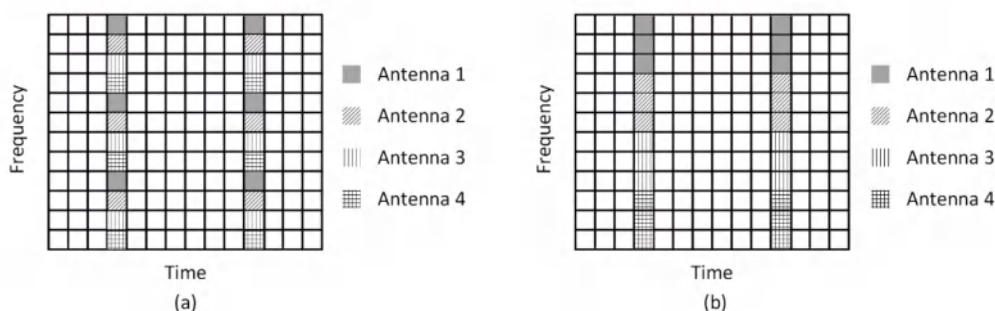 Frequency
Antenna 1
Antenna 2
Antenna 3
Antenna 4
Time
(a)
Frequency
Antenna 1
Antenna 2
Antenna 3
Antenna 4
Time
(b)